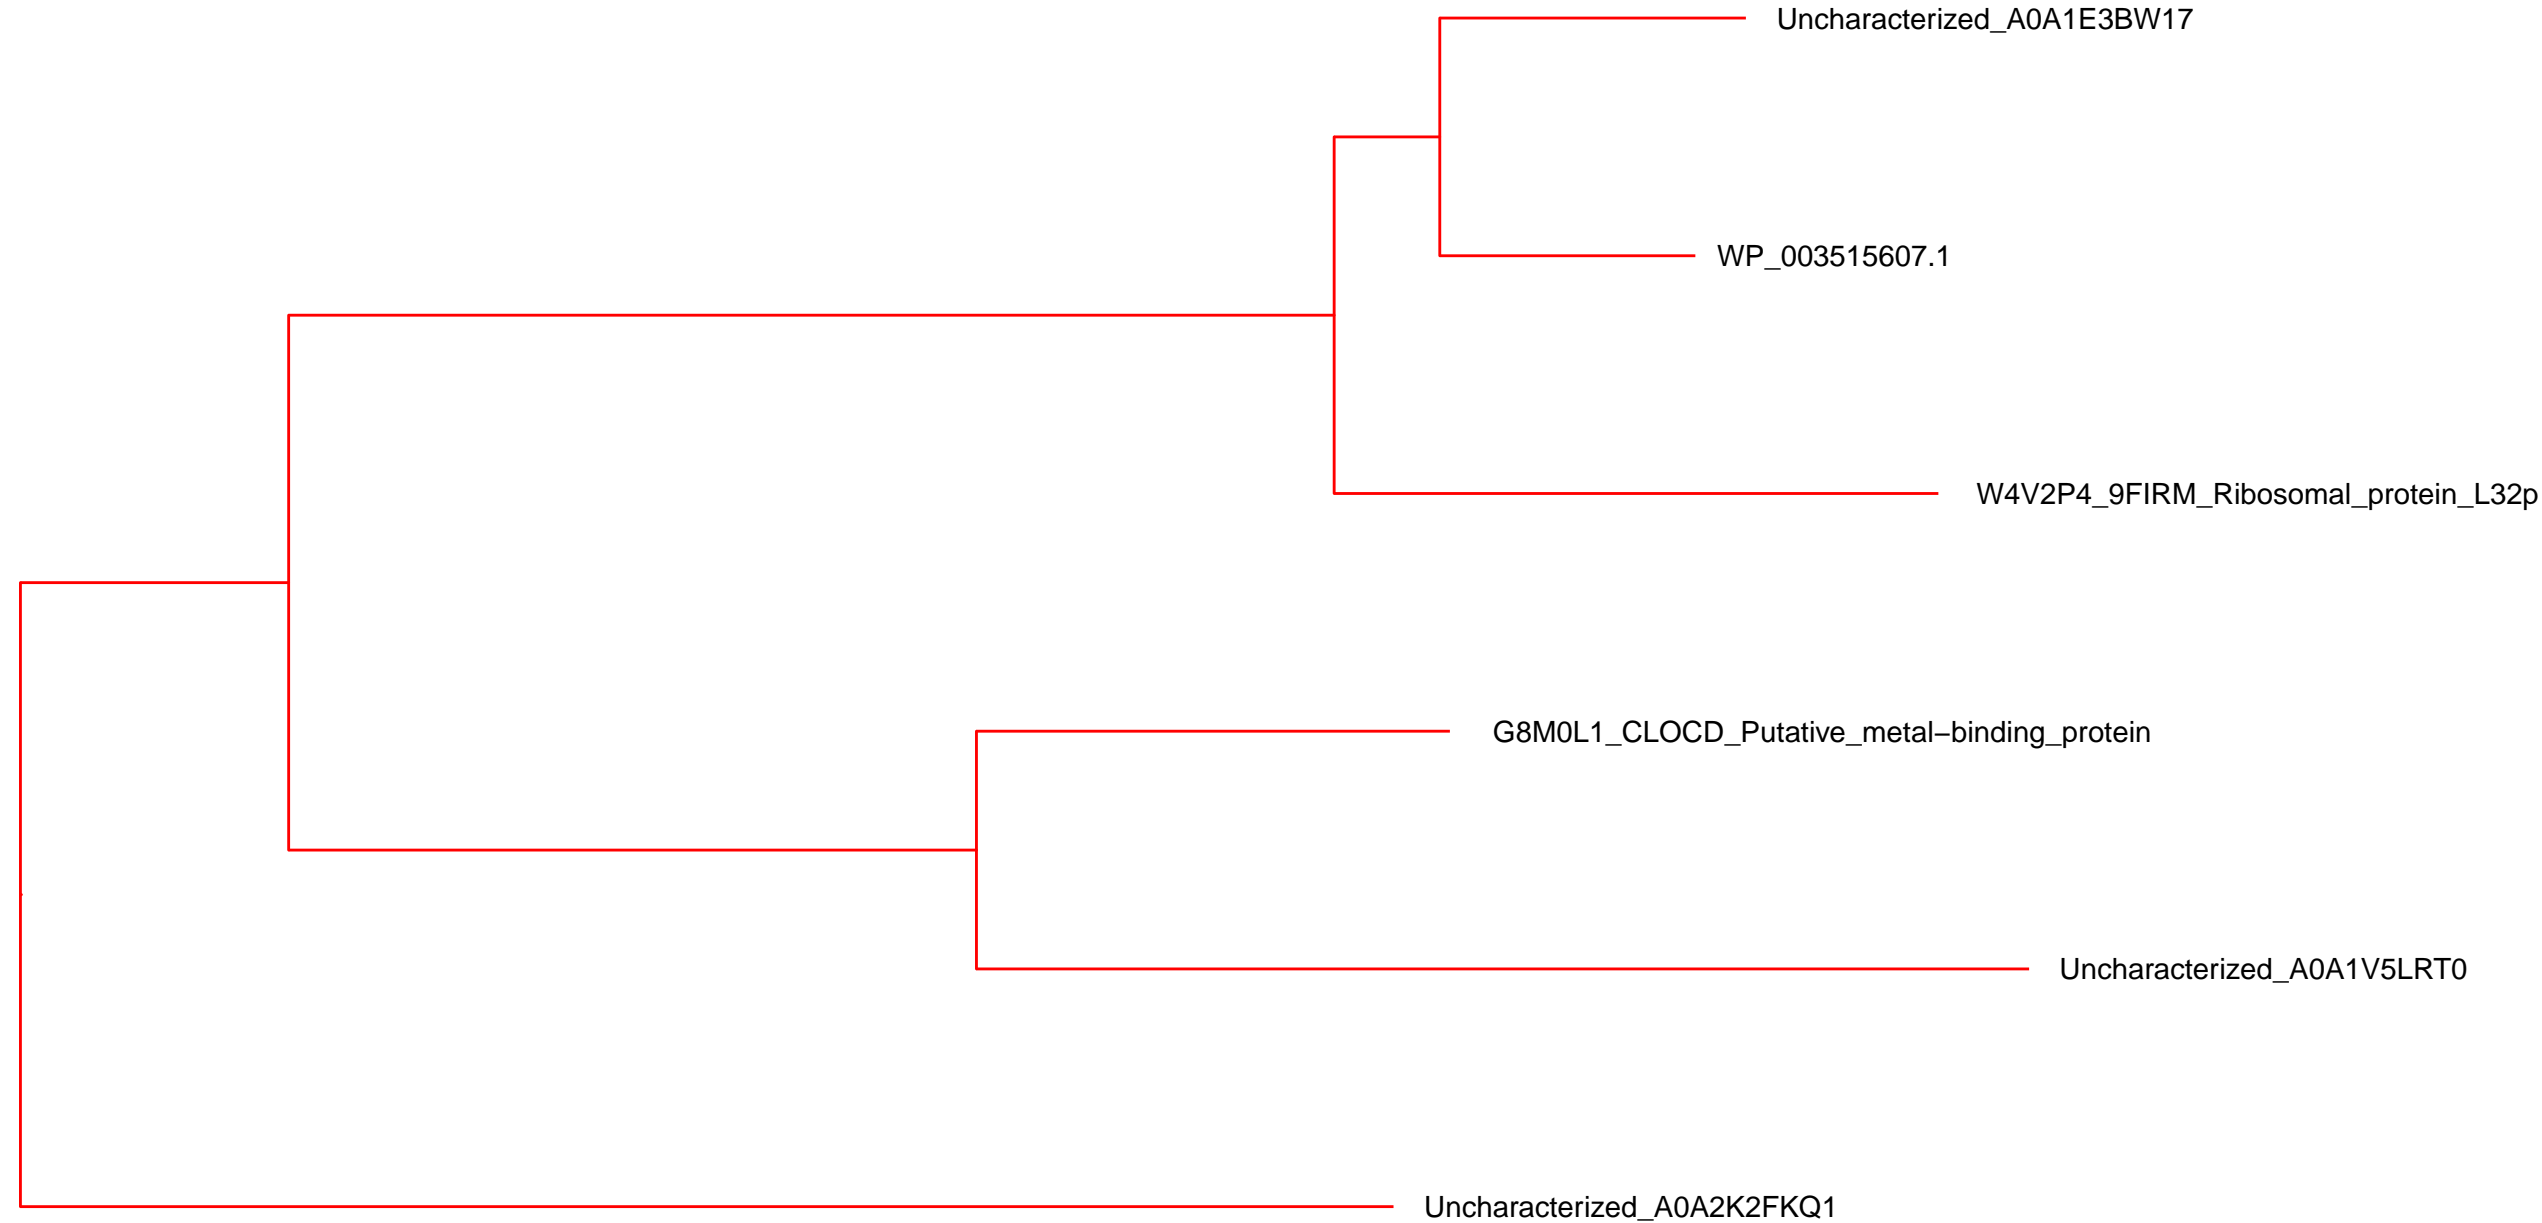 Uncharacterized_A0A1E3BW17
WP_003515607.1
W4V2P4_9FIRM_Ribosomal_protein_L32p
G8M0L1_CLOCD_Putative_metal−binding_protein
Uncharacterized_A0A1V5LRT0
Uncharacterized_A0A2K2FKQ1